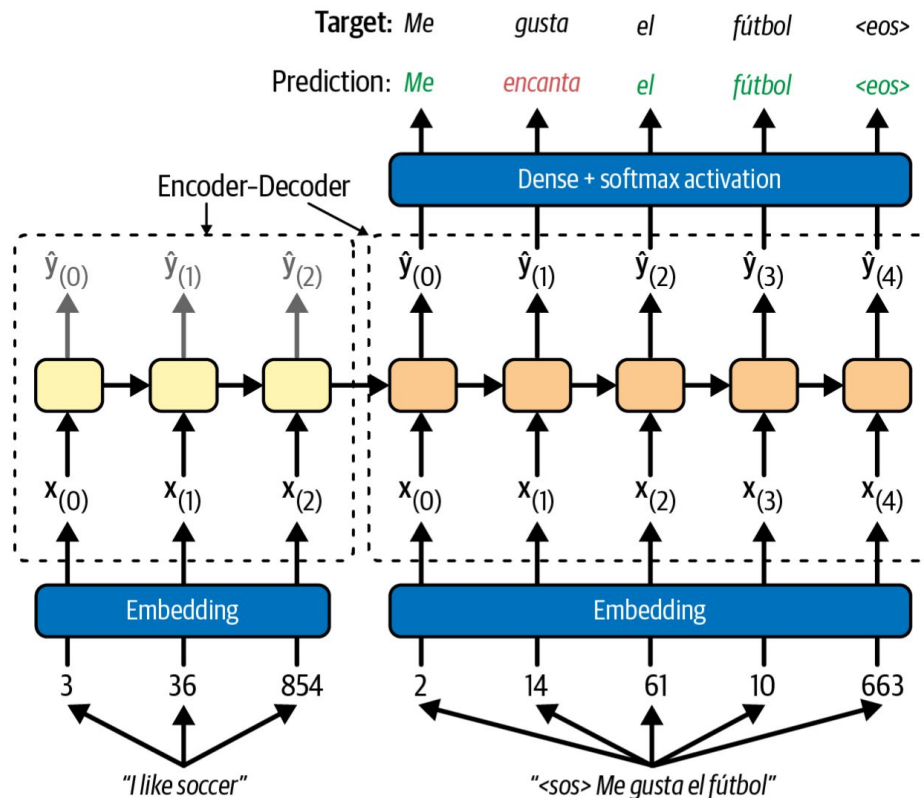 Target: Me gusta el fútbol <eos>
Prediction: Me encanta el fútbol <eos>
Dense + softmax activation
Encoder–Decoder
ŷ(0) ŷ(1) ŷ(2) ŷ(0) ŷ(1) ŷ(2) ŷ(3) ŷ(4)
x(0) x(1) x(2) x(0) x(1) x(2) x(3) x(4)
Embedding Embedding
3 36 854 2 14 61 10 663
“I like soccer” “<sos> Me gusta el fútbol”